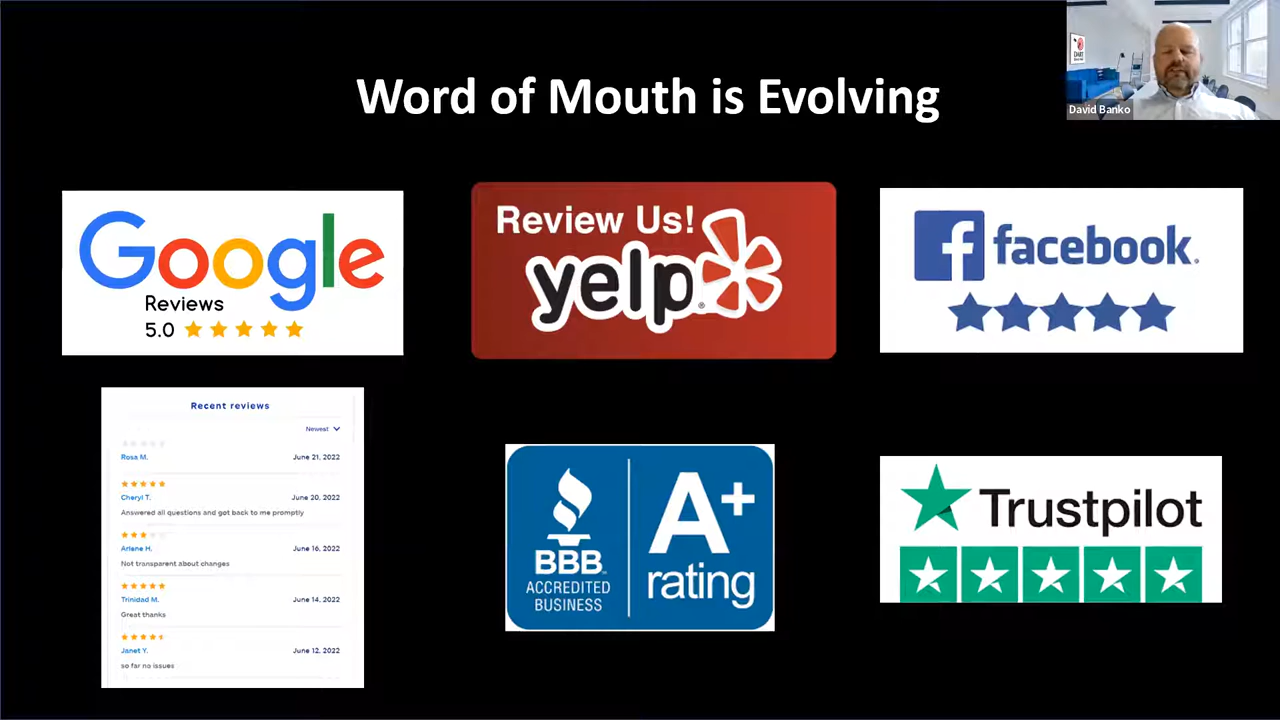 Word of Mouth is Evolving
David Banko
Google
Reviews
5.0
Review Us!
yelp
®
facebook®
Recent reviews
Newest
Rosa M. June 21, 2022
Cheryl T. June 20, 2022
Answered all questions and got back to me promptly
Arlene H. June 16, 2022
Not transparent about changes
Trinidad M. June 14, 2022
Great thanks
Janet Y. June 12, 2022
so far no issues
BBB®
ACCREDITED
BUSINESS
A+
rating
Trustpilot